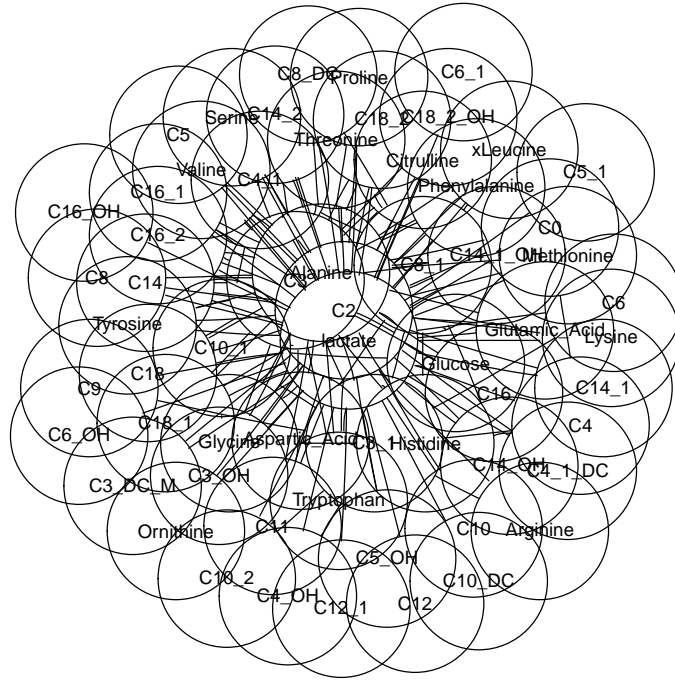 C8_DC
Proline
C6_1
Serine
C14_2
C18_2
C18_2_OH
C5
Threonine
xLeucine
Valine
C4_1
Citrulline
C5_1
C16_1
Phenylalanine
C16_OH
C16_2
C0
C8_1
C14_1_OH
Methionine
C8
C14
Alanine
C2
C6
Tyrosine
lactate
Glutamic_Acid
Lysine
C10_1
Glucose
C9
C18
C16
C14_1
C6_OH
C18_1
Glycine
Aspartic_Acid
C3_1
Histidine
C4
C3_DC_M
C3_OH
C14_OH
C4_1_DC
Tryptophan
Ornithine
C11
C10
Arginine
C5_OH
C10_2
C4_OH
C12_1
C12
C10_DC